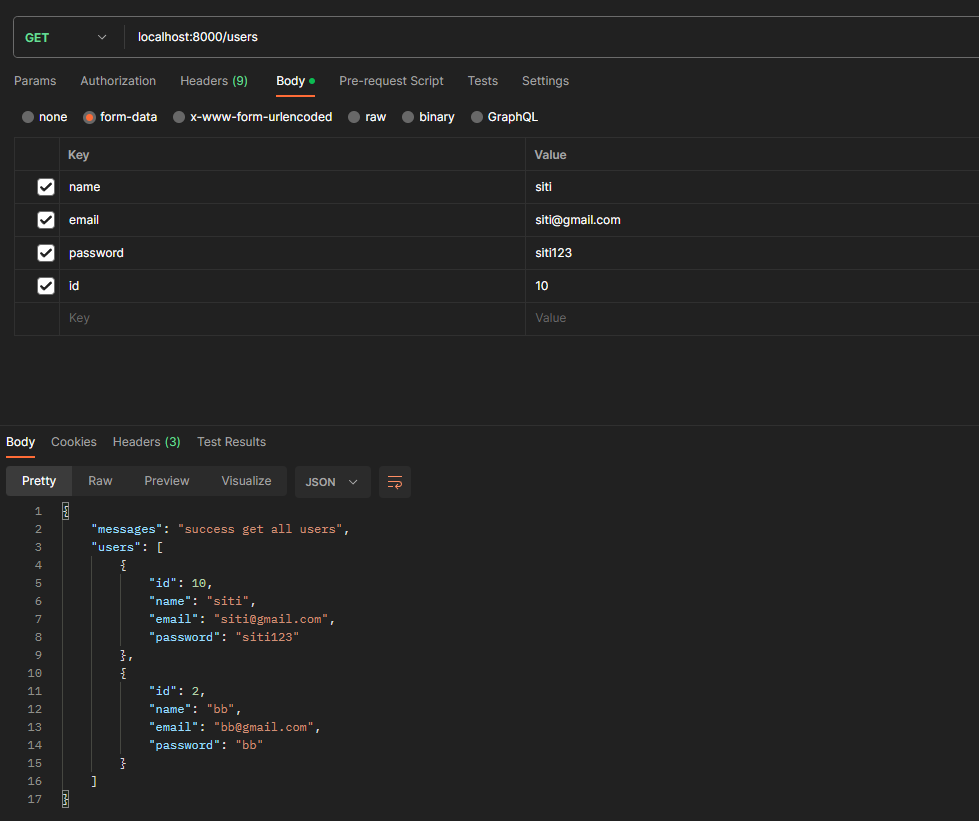 GET localhost:8000/users
Params Authorization Headers (9) Body Pre-request Script Tests Settings
none form-data x-www-form-urlencoded raw binary GraphQL
Key Value
name siti
email siti@gmail.com
password siti123
id 10
Key Value
Body Cookies Headers (3) Test Results
Pretty Raw Preview Visualize JSON
1 {
2 "messages": "success get all users",
3 "users": [
4 {
5 "id": 10,
6 "name": "siti",
7 "email": "siti@gmail.com",
8 "password": "siti123"
9 },
10 {
11 "id": 2,
12 "name": "bb",
13 "email": "bb@gmail.com",
14 "password": "bb"
15 }
16 ]
17 }